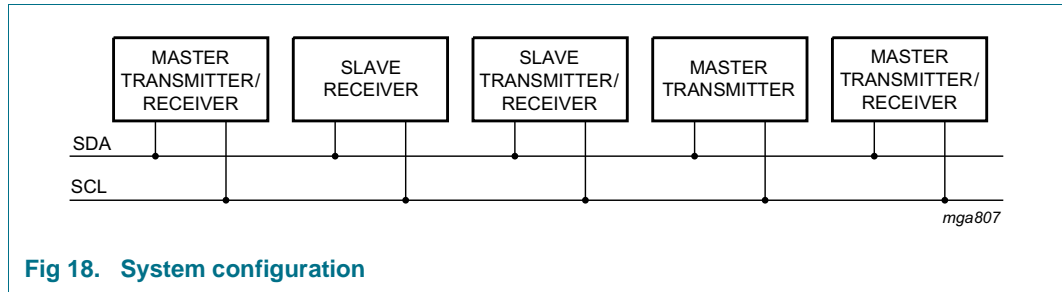 MASTER
TRANSMITTER/
RECEIVER
SLAVE
RECEIVER
SLAVE
TRANSMITTER/
RECEIVER
MASTER
TRANSMITTER
MASTER
TRANSMITTER/
RECEIVER
SDA
SCL
mga807
Fig 18. System configuration